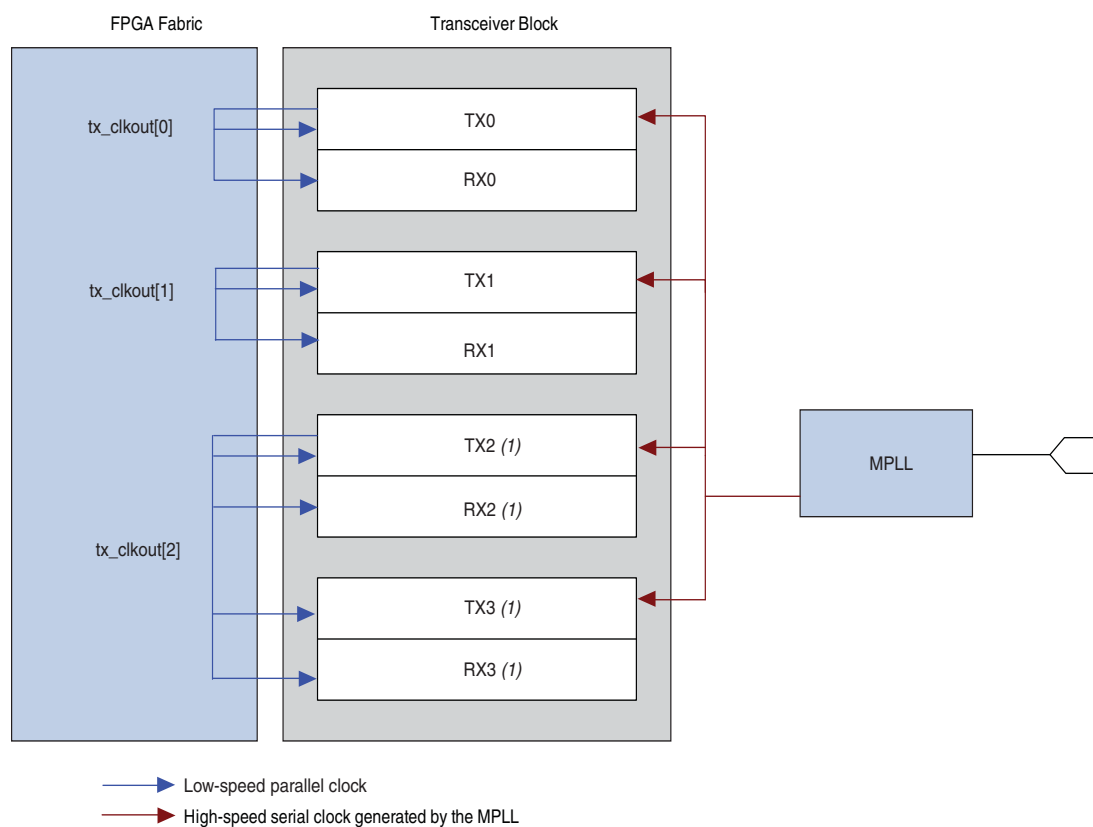 FPGA Fabric
Transceiver Block
tx_clkout[0]
TX0
RX0
tx_clkout[1]
TX1
RX1
TX2 (1)
RX2 (1)
tx_clkout[2]
TX3 (1)
RX3 (1)
MPLL
Low-speed parallel clock
High-speed serial clock generated by the MPLL